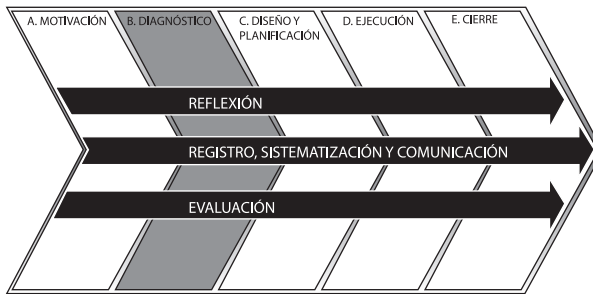 A. MOTIVACIÓN
B. DIAGNÓSTICO
C. DISEÑO Y
PLANIFICACIÓN
D. EJECUCIÓN
E. CIERRE
REFLEXIÓN
REGISTRO, SISTEMATIZACIÓN Y COMUNICACIÓN
EVALUACIÓN